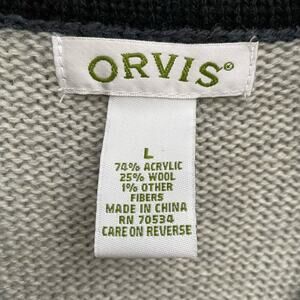 ORVIS®
L
74% ACRYLIC
25% WOOL
1% OTHER
FIBERS
MADE IN CHINA
RN 70534
CARE ON REVERSE